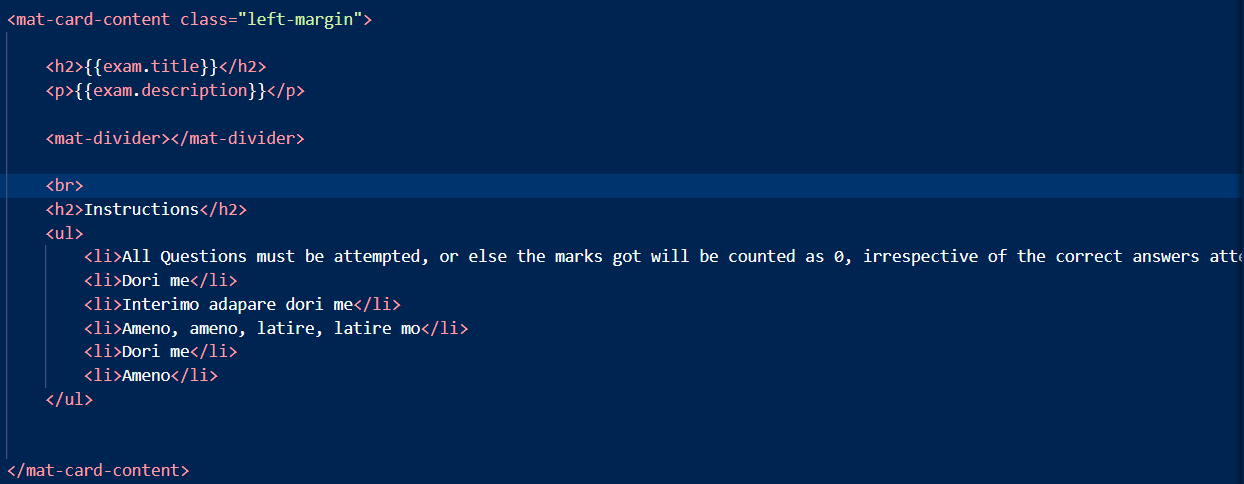 <mat-card-content class="left-margin">
<h2>{{exam.title}}</h2>
<p>{{exam.description}}</p>
<mat-divider></mat-divider>
<br>
<h2>Instructions</h2>
<ul>
<li>All Questions must be attempted, or else the marks got will be counted as 0, irrespective of the correct answers
<li>Dori me</li>
<li>Interimo adapare dori me</li>
<li>Ameno, ameno, latire, latire mo</li>
<li>Dori me</li>
<li>Ameno</li>
</ul>
</mat-card-content>